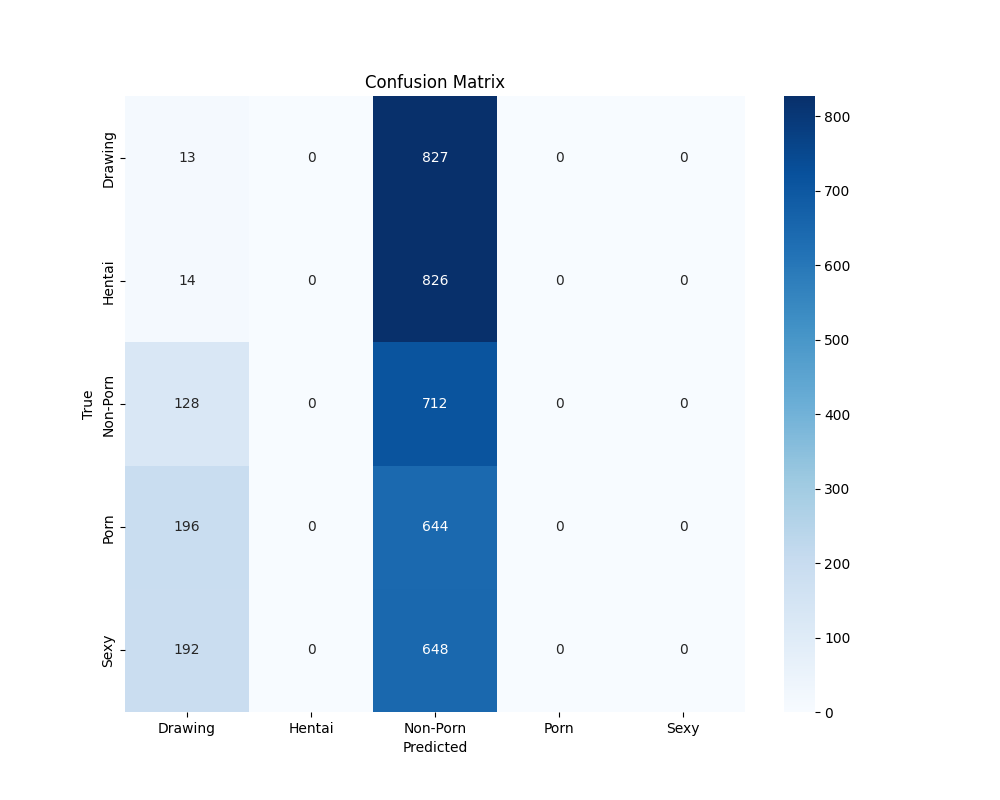 Confusion Matrix
True
Drawing 13 0 827 0 0
Hentai 14 0 826 0 0
Non-Porn 128 0 712 0 0
Porn 196 0 644 0 0
Sexy 192 0 648 0 0
Drawing Hentai Non-Porn Porn Sexy
Predicted
800
700
600
500
400
300
200
100
0